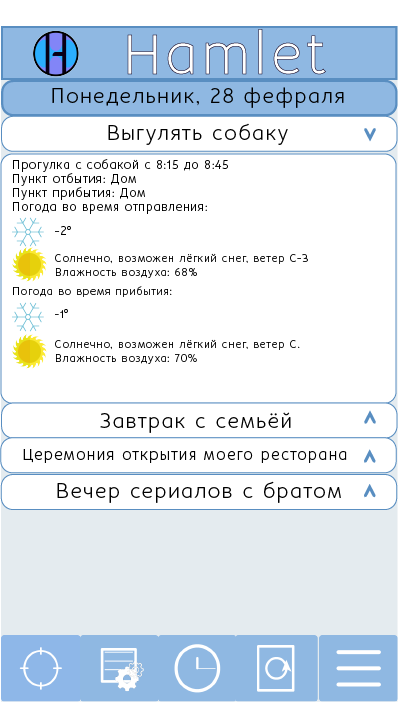 H
Hamlet
Понедельник, 28 фефраля
Выгулять собаку
Прогулка с собакой с 8:15 до 8:45
Пункт отбытия: Дом
Пункт прибытия: Дом
Погода во время отправления:
-2°
Солнечно, возможен лёгкий снег, ветер С-З
Влажность воздуха: 68%
Погода во время прибытия:
-1°
Солнечно, возможен лёгкий снег, ветер С.
Влажность воздуха: 70%
Завтрак с семьёй
Церемония открытия моего ресторана
Вечер сериалов с братом